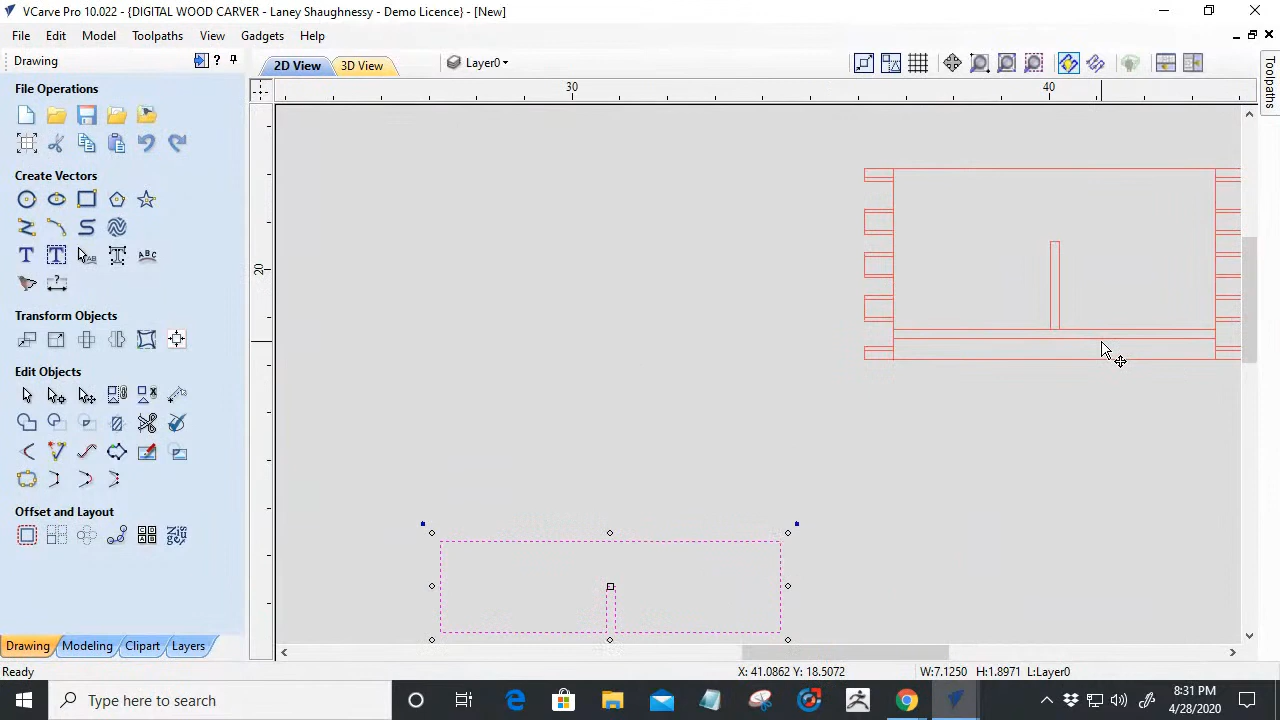 VCarve Pro 10.022 - {DIGITAL WOOD CARVER - Laney Shaughnessy - Demo Licence} - [New]
File Edit Model Toolpaths View Gadgets Help
Drawing ?
2D View 3D View Layer0
File Operations
Create Vectors
Transform Objects
Edit Objects
Offset and Layout
30 40
20
Toolpaths
Drawing Modeling Clipart Layers
Ready X: 41.0862 Y: 18.5072 W:7.1250 H:1.8971 L:Layer0
Type here to search
8:31 PM
4/28/2020